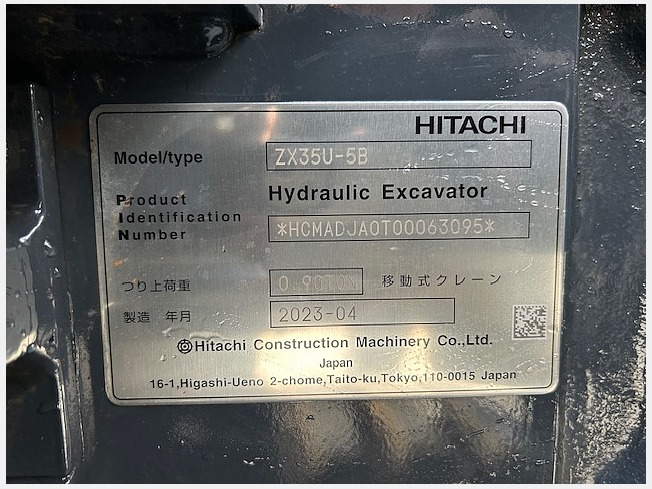 HITACHI
Model/type ZX35U-5B
Hydraulic Excavator
Product
Identification
Number *HCMADJA0T00063095*
つり上荷重 0.90TON 移動式クレーン
製造 年月 2023-04
Hitachi Construction Machinery Co.,Ltd.
Japan
16-1,Higashi-Ueno 2-chome,Taito-ku,Tokyo,110-0015 Japan